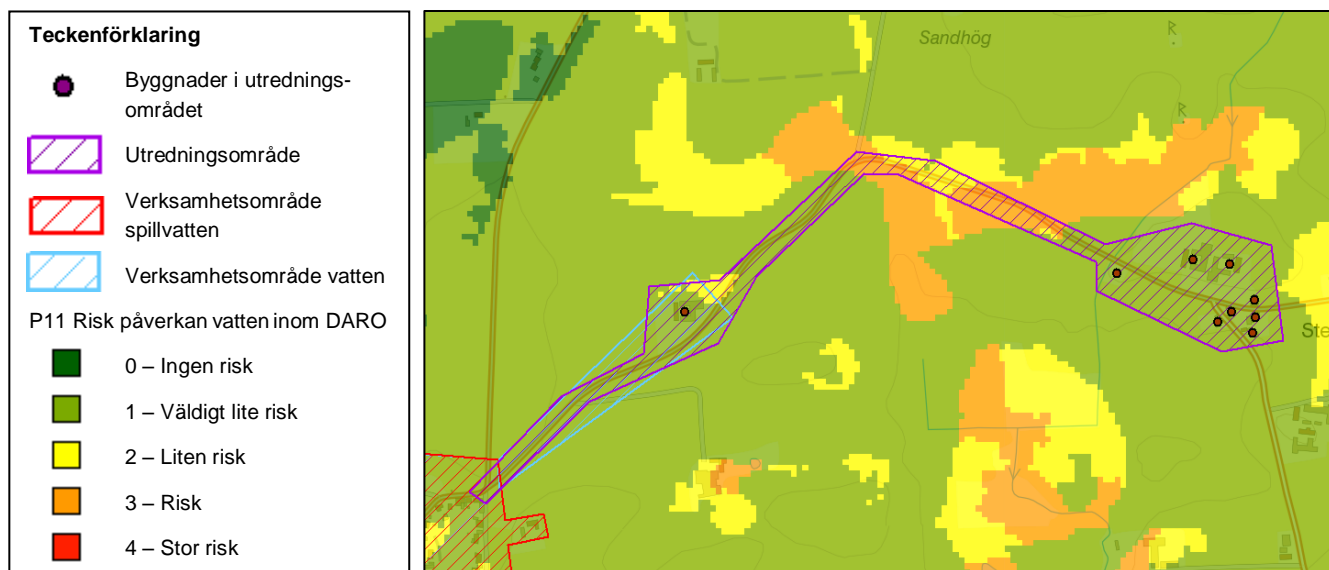 Teckenförklaring
Byggnader i utrednings-
området
Utredningsområde
Verksamhetsområde
spillvatten
Verksamhetsområde vatten
P11 Risk påverkan vatten inom DARO
0 – Ingen risk
1 – Väldigt lite risk
2 – Liten risk
3 – Risk
4 – Stor risk
Sandhög
R
R
Ste